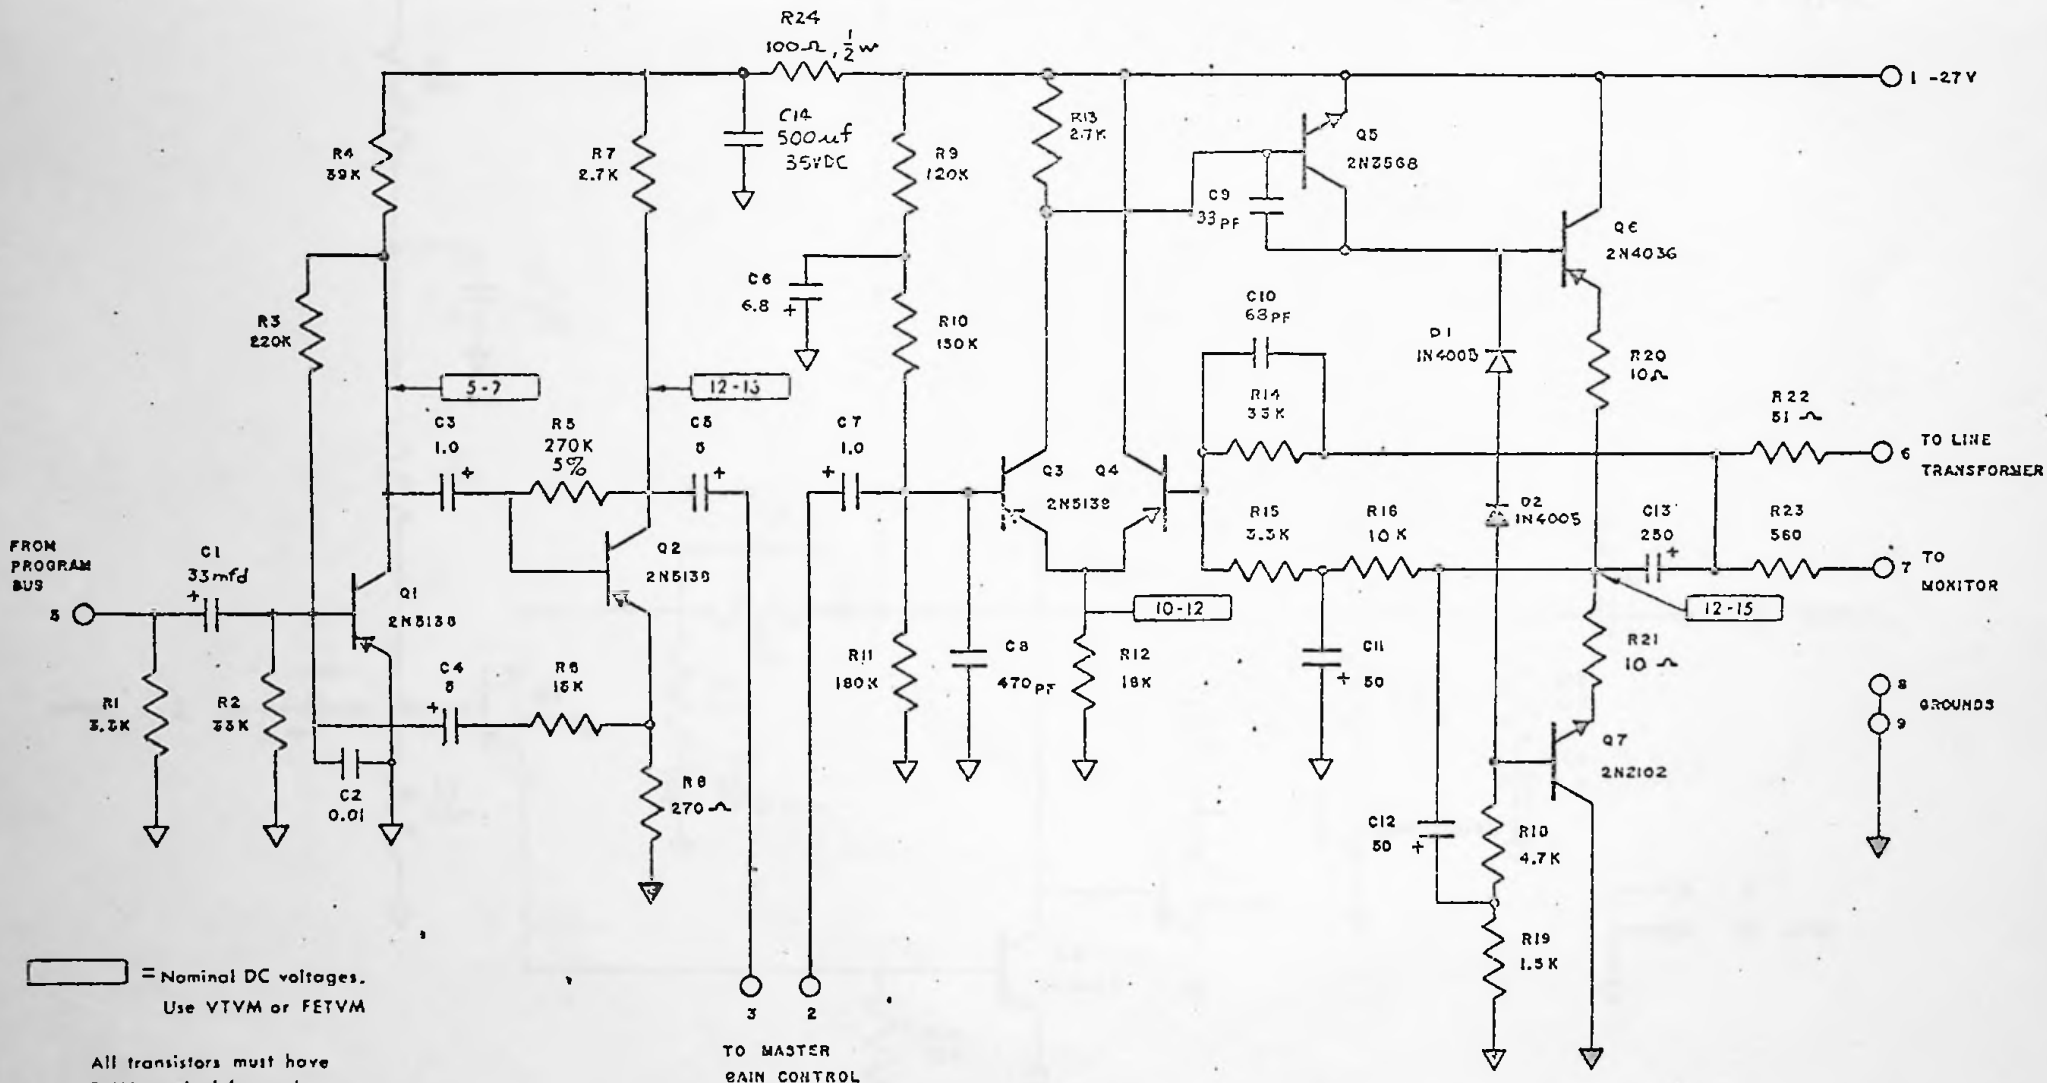 R24
100Ω, ½w
1 -27V
C14
500uf
35VDC
R4
39K
R7
2.7K
R9
120K
R13
2.7K
Q5
2N3568
C9
33PF
Q6
2N4036
R3
220K
C6
6.8
+
R10
150K
C10
68PF
D1
1N4005
R20
10Ω
5-7
12-15
R14
33K
R22
51Ω
C3
1.0
+
R5
270K
5%
C5
5
+
C7
1.0
+
Q3
Q4
2N5138
6 TO LINE
TRANSFORMER
R15
3.3K
R16
10K
D2
1N4005
C13
250
+
R23
560
FROM
PROGRAM
BUS
5
C1
33mfd
+
Q1
2N5138
Q2
2N5138
7 TO
MONITOR
10-12
12-15
R1
3.3K
R2
33K
C4
5
+
R6
15K
R11
180K
C8
470PF
R12
18K
C11
+ 50
R21
10Ω
8
GROUNDS
9
Q7
2N2102
C2
0.01
R8
270Ω
C12
50 +
R18
4.7K
R19
1.5K
= Nominal DC voltages.
Use VTVM or FETVM
3
2
TO MASTER
GAIN CONTROL
All transistors must have